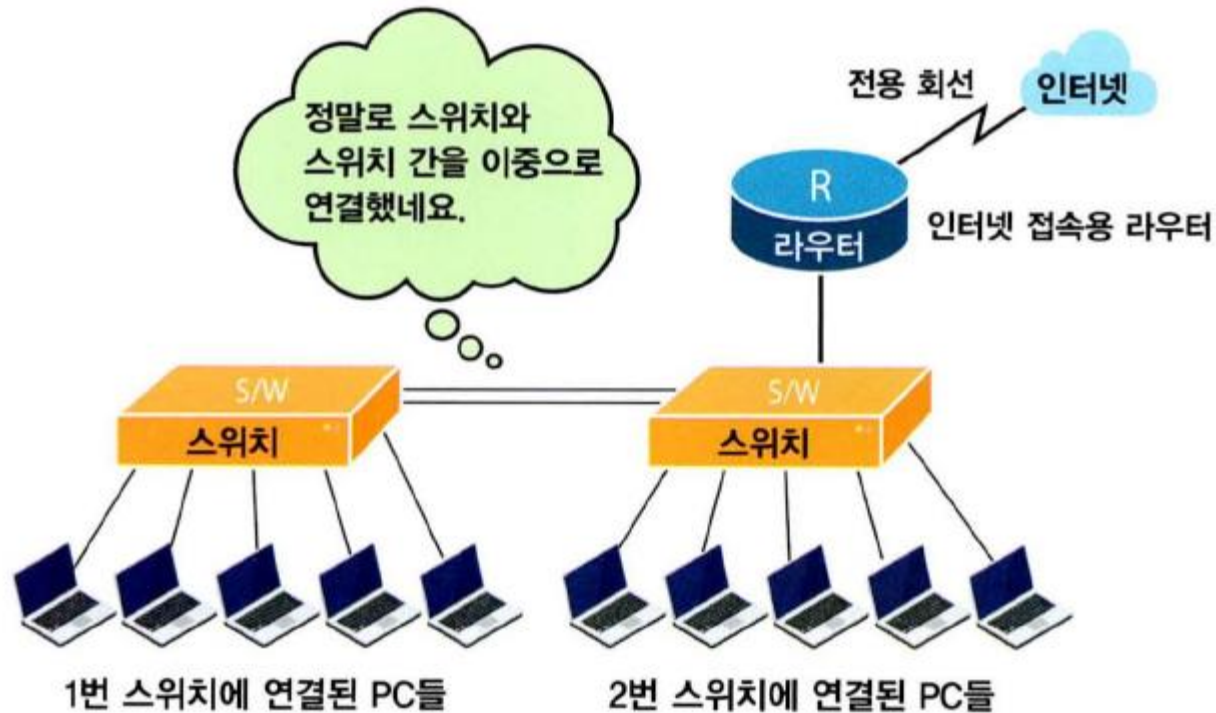 정말로 스위치와
스위치 간을 이중으로
연결했네요.
전용 회선
인터넷
R
라우터
인터넷 접속용 라우터
S/W
스위치
S/W
스위치
1번 스위치에 연결된 PC들
2번 스위치에 연결된 PC들